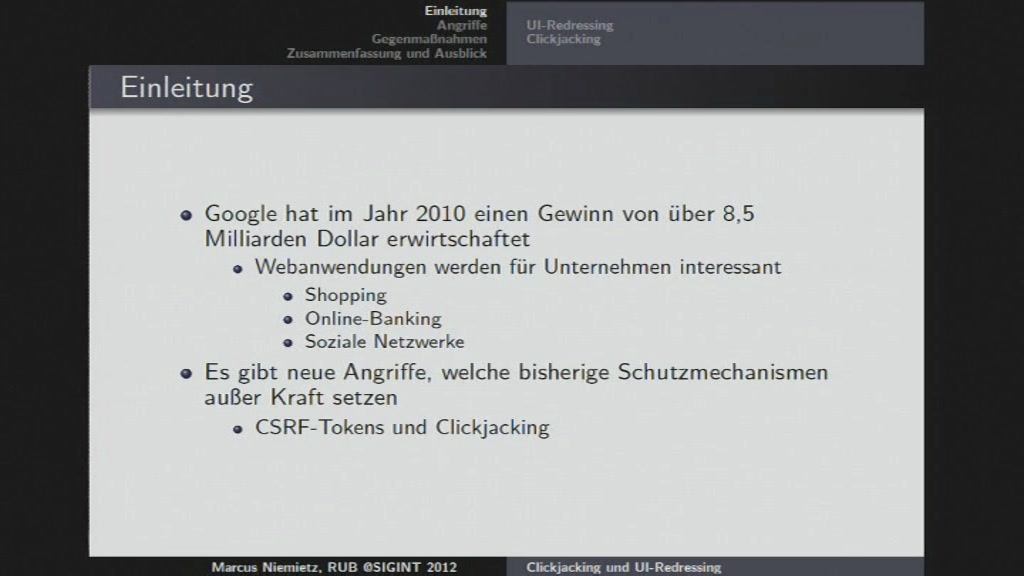 Einleitung
Angriffe
Gegenmaßnahmen
Zusammenfassung und Ausblick
UI-Redressing
Clickjacking
Einleitung
Google hat im Jahr 2010 einen Gewinn von über 8,5
Milliarden Dollar erwirtschaftet
Webanwendungen werden für Unternehmen interessant
Shopping
Online-Banking
Soziale Netzwerke
Es gibt neue Angriffe, welche bisherige Schutzmechanismen
außer Kraft setzen
CSRF-Tokens und Clickjacking
Marcus Niemietz, RUB @SIGINT 2012
Clickjacking und UI-Redressing